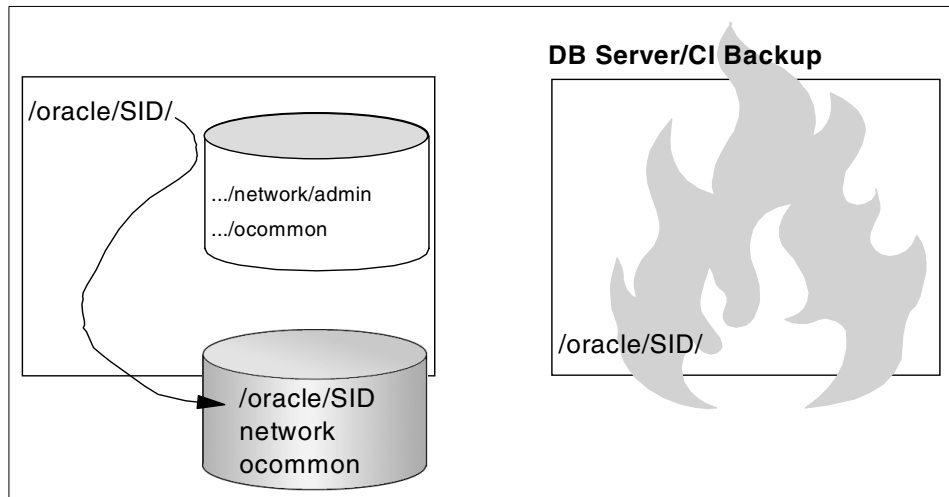 DB Server/CI Backup
/oracle/SID/
.../network/admin
.../ocommon
/oracle/SID
network
ocommon
/oracle/SID/